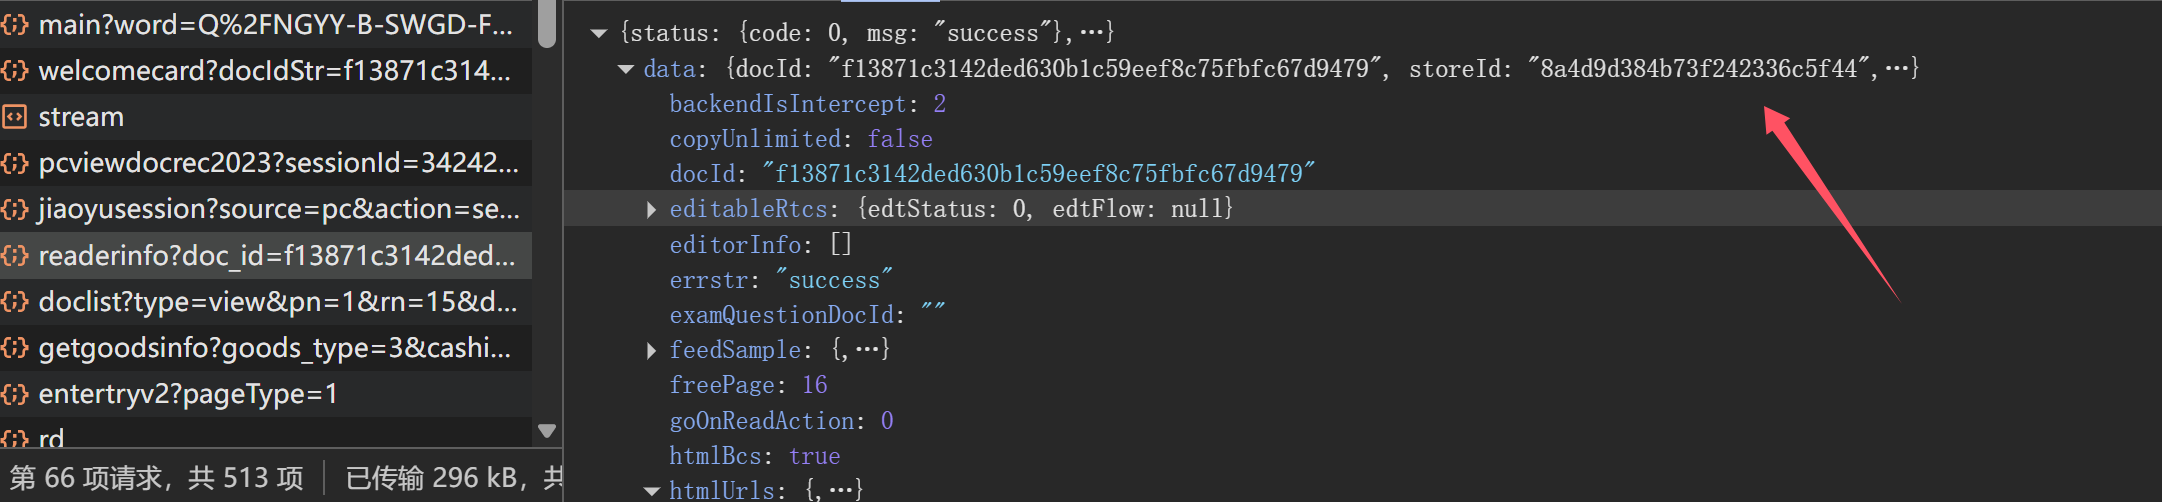 main?word=Q%2FNGYY-B-SWGD-F...
welcomecard?docIdStr=f13871c314...
stream
pcviewdocrec2023?sessionId=34242...
jiaoyusession?source=pc&action=se...
readerinfo?doc_id=f13871c3142ded...
doclist?type=view&pn=1&rn=15&d...
getgoodsinfo?goods_type=3&cashi...
entertryv2?pageType=1
rd
第 66 项请求，共 513 项
已传输 296 kB，共
{status: {code: 0, msg: "success"},…}
data: {docId: "f13871c3142ded630b1c59eef8c75fbfc67d9479", storeId: "8a4d9d384b73f242336c5f44",…}
backendIsIntercept: 2
copyUnlimited: false
docId: "f13871c3142ded630b1c59eef8c75fbfc67d9479"
editableRtcs: {edtStatus: 0, edtFlow: null}
editorInfo: []
errstr: "success"
examQuestionDocId: ""
feedSample: {,…}
freePage: 16
goOnReadAction: 0
htmlBcs: true
htmlUrls: {,…}